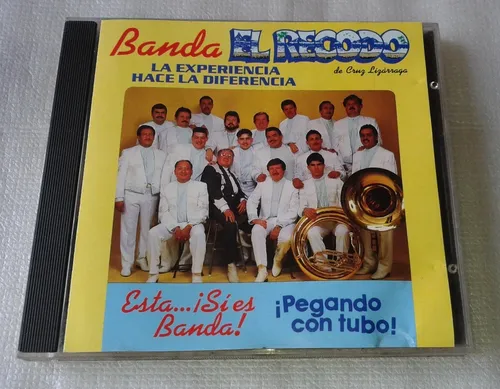 Banda EL RECODO
de Cruz Lizárraga
LA EXPERIENCIA
HACE LA DIFERENCIA
Esta...¡Sí es
Banda!
¡Pegando
con tubo!